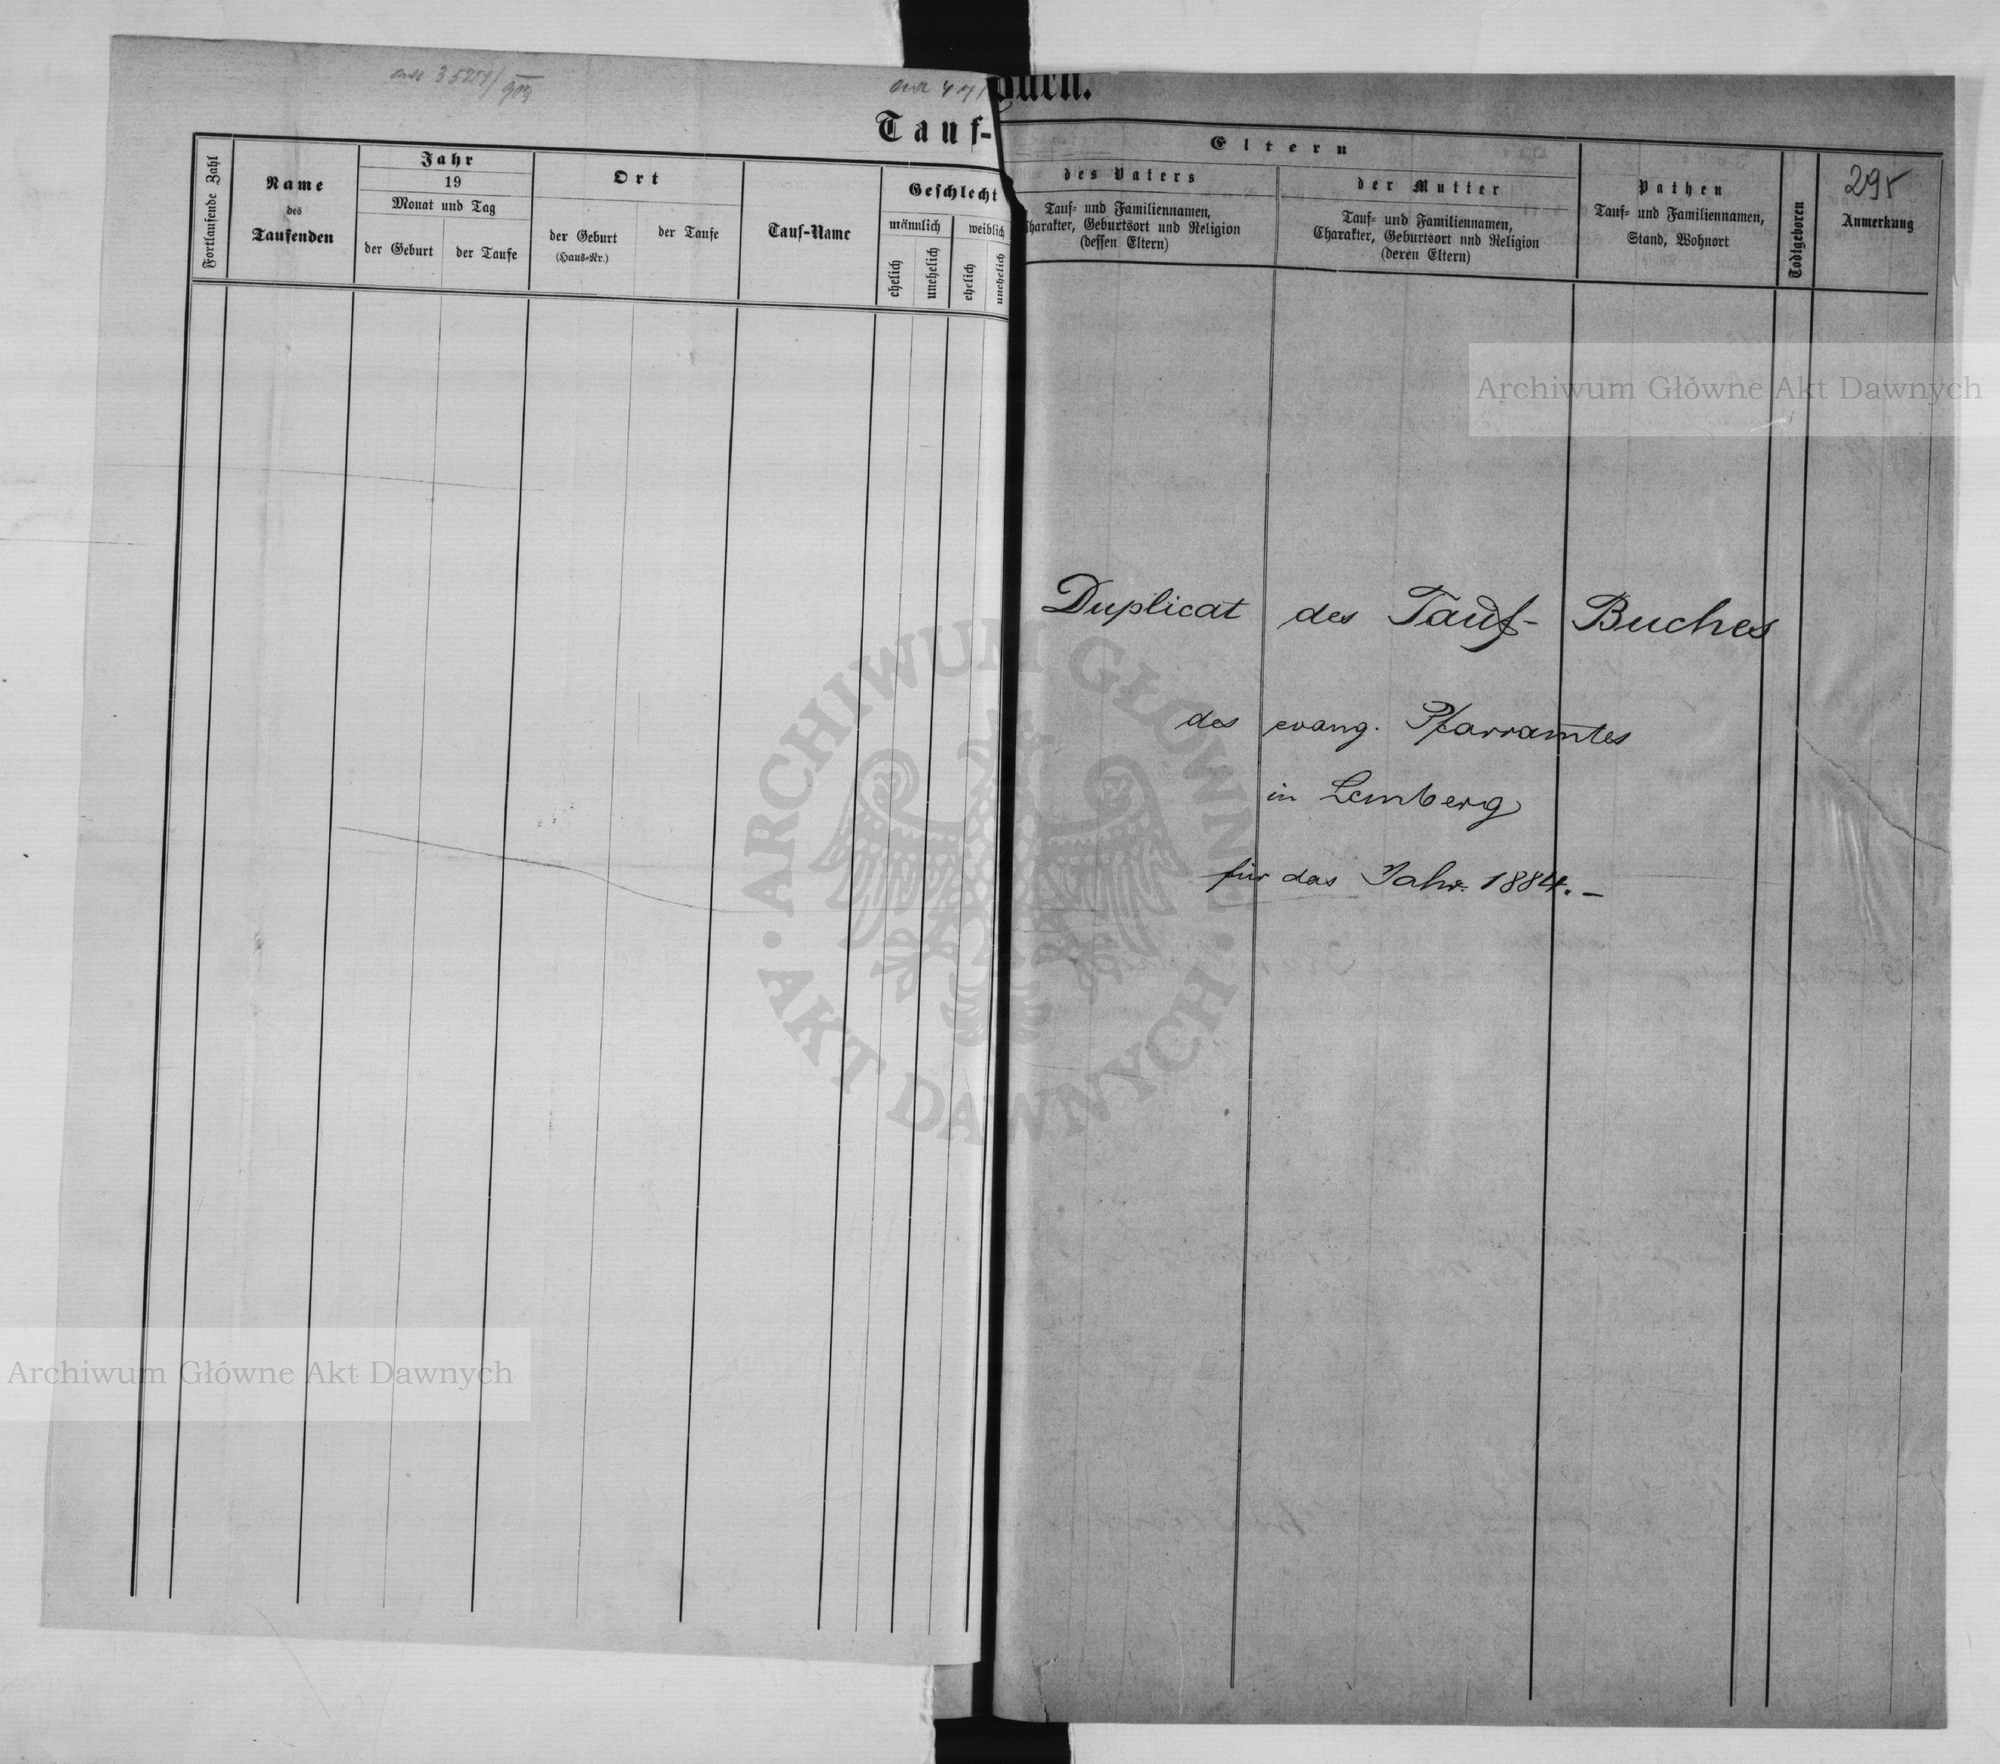 Tauf-
Fortlaufende Zahl
Name
des
Taufenden
Jahr
19
Monat und Tag
der Geburt
der Taufe
Ort
der Geburt
(Haus-Nr.)
der Taufe
Tauf-Name
Geschlecht
männlich
weiblich
ehelich
unehelich
ehelich
unehelich
Eltern
des Vaters
Tauf- und Familiennamen,
Charakter, Geburtsort und Religion
(dessen Eltern)
der Mutter
Tauf- und Familiennamen,
Charakter, Geburtsort nnd Religion
(deren Eltern)
Pathen
Tauf- und Familiennamen,
Stand, Wohnort
Todtgeboren
295
Anmerkung
Duplicat des Tauf- Buches
des evang. Pfarramtes
in Lemberg
für das Jahr 1884. –
Archiwum Główne Akt Dawnych
ARCHIWUM GŁÓWNE · AKT DAWNYCH ·
Archiwum Główne Akt Dawnych